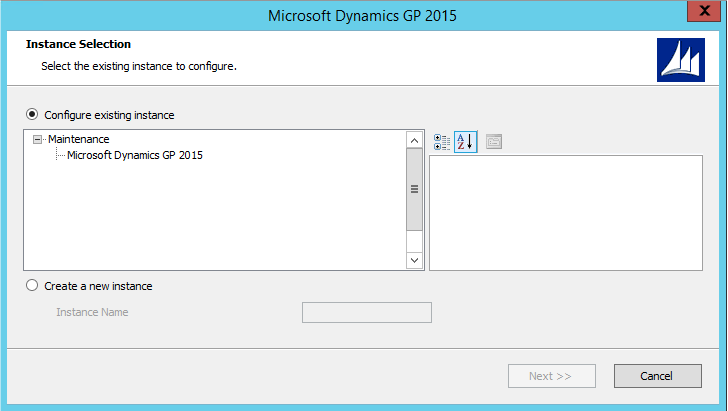 Microsoft Dynamics GP 2015
X
Instance Selection
Select the existing instance to configure.
Configure existing instance
Maintenance
Microsoft Dynamics GP 2015
A
Z
Create a new instance
Instance Name
Next >>
Cancel